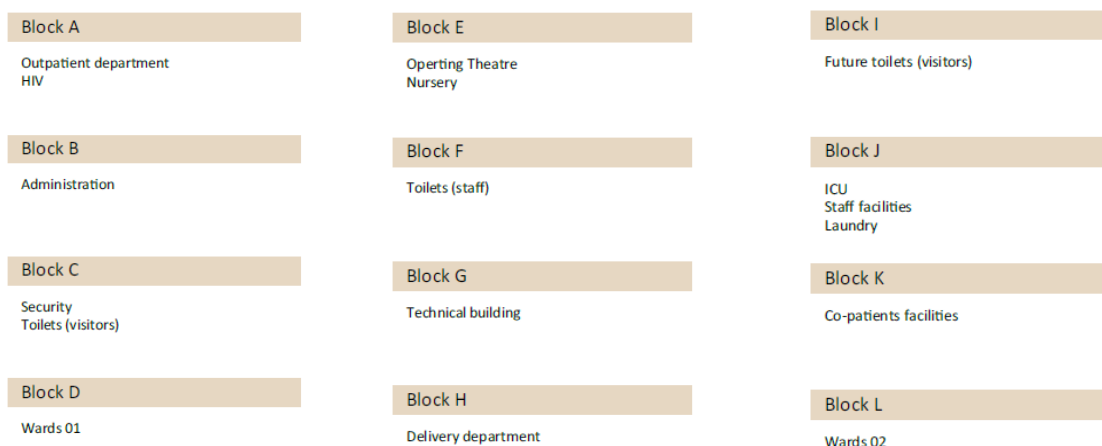 Block A
Outpatient department
HIV
Block B
Administration
Block C
Security
Toilets (visitors)
Block D
Wards 01
Block E
Operting Theatre
Nursery
Block F
Toilets (staff)
Block G
Technical building
Block H
Delivery department
Block I
Future toilets (visitors)
Block J
ICU
Staff facilities
Laundry
Block K
Co-patients facilities
Block L
Wards 02